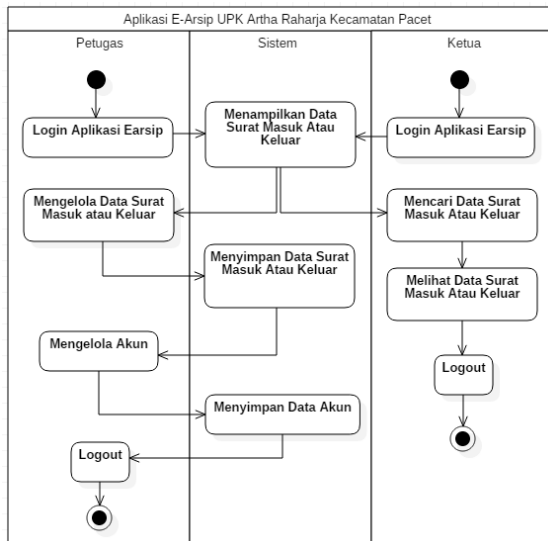 Aplikasi E-Arsip UPK Artha Raharja Kecamatan Pacet
Petugas
Sistem
Ketua
Login Aplikasi Earsip
Menampilkan Data
Surat Masuk Atau
Keluar
Login Aplikasi Earsip
Mengelola Data Surat
Masuk atau Keluar
Mencari Data Surat
Masuk Atau Keluar
Menyimpan Data Surat
Masuk Atau Keluar
Melihat Data Surat
Masuk Atau Keluar
Mengelola Akun
Logout
Menyimpan Data Akun
Logout